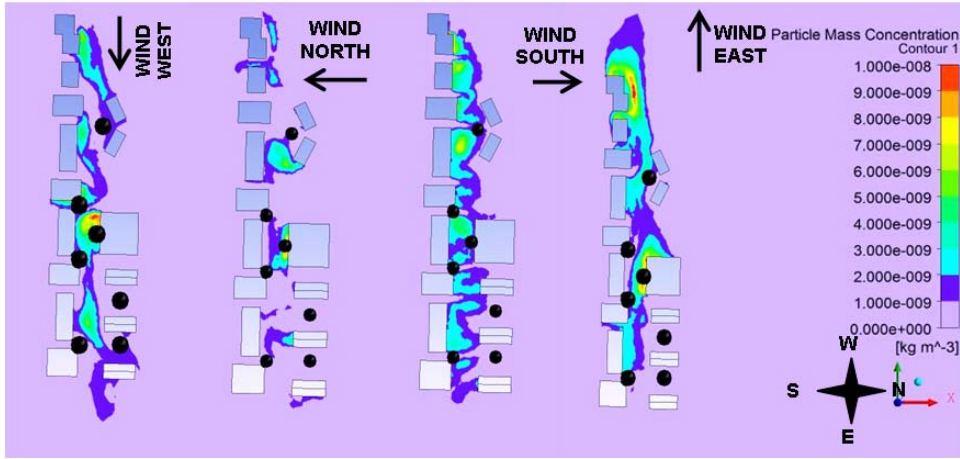 WIND
WEST
WIND
NORTH
WIND
SOUTH
WIND
EAST
Particle Mass Concentration
Contour 1
1.000e-008
9.000e-009
8.000e-009
7.000e-009
6.000e-009
5.000e-009
4.000e-009
3.000e-009
2.000e-009
1.000e-009
0.000e+000
[kg m^-3]
W
S
N
E
X